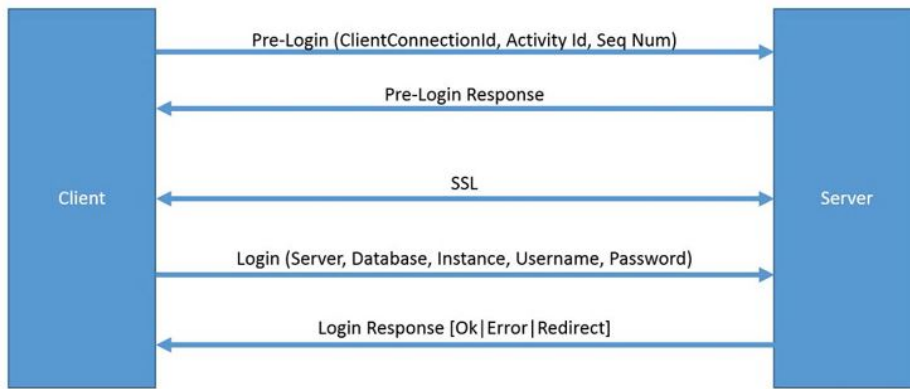 Pre-Login (ClientConnectionId, Activity Id, Seq Num)
Pre-Login Response
SSL
Client
Server
Login (Server, Database, Instance, Username, Password)
Login Response [Ok|Error|Redirect]